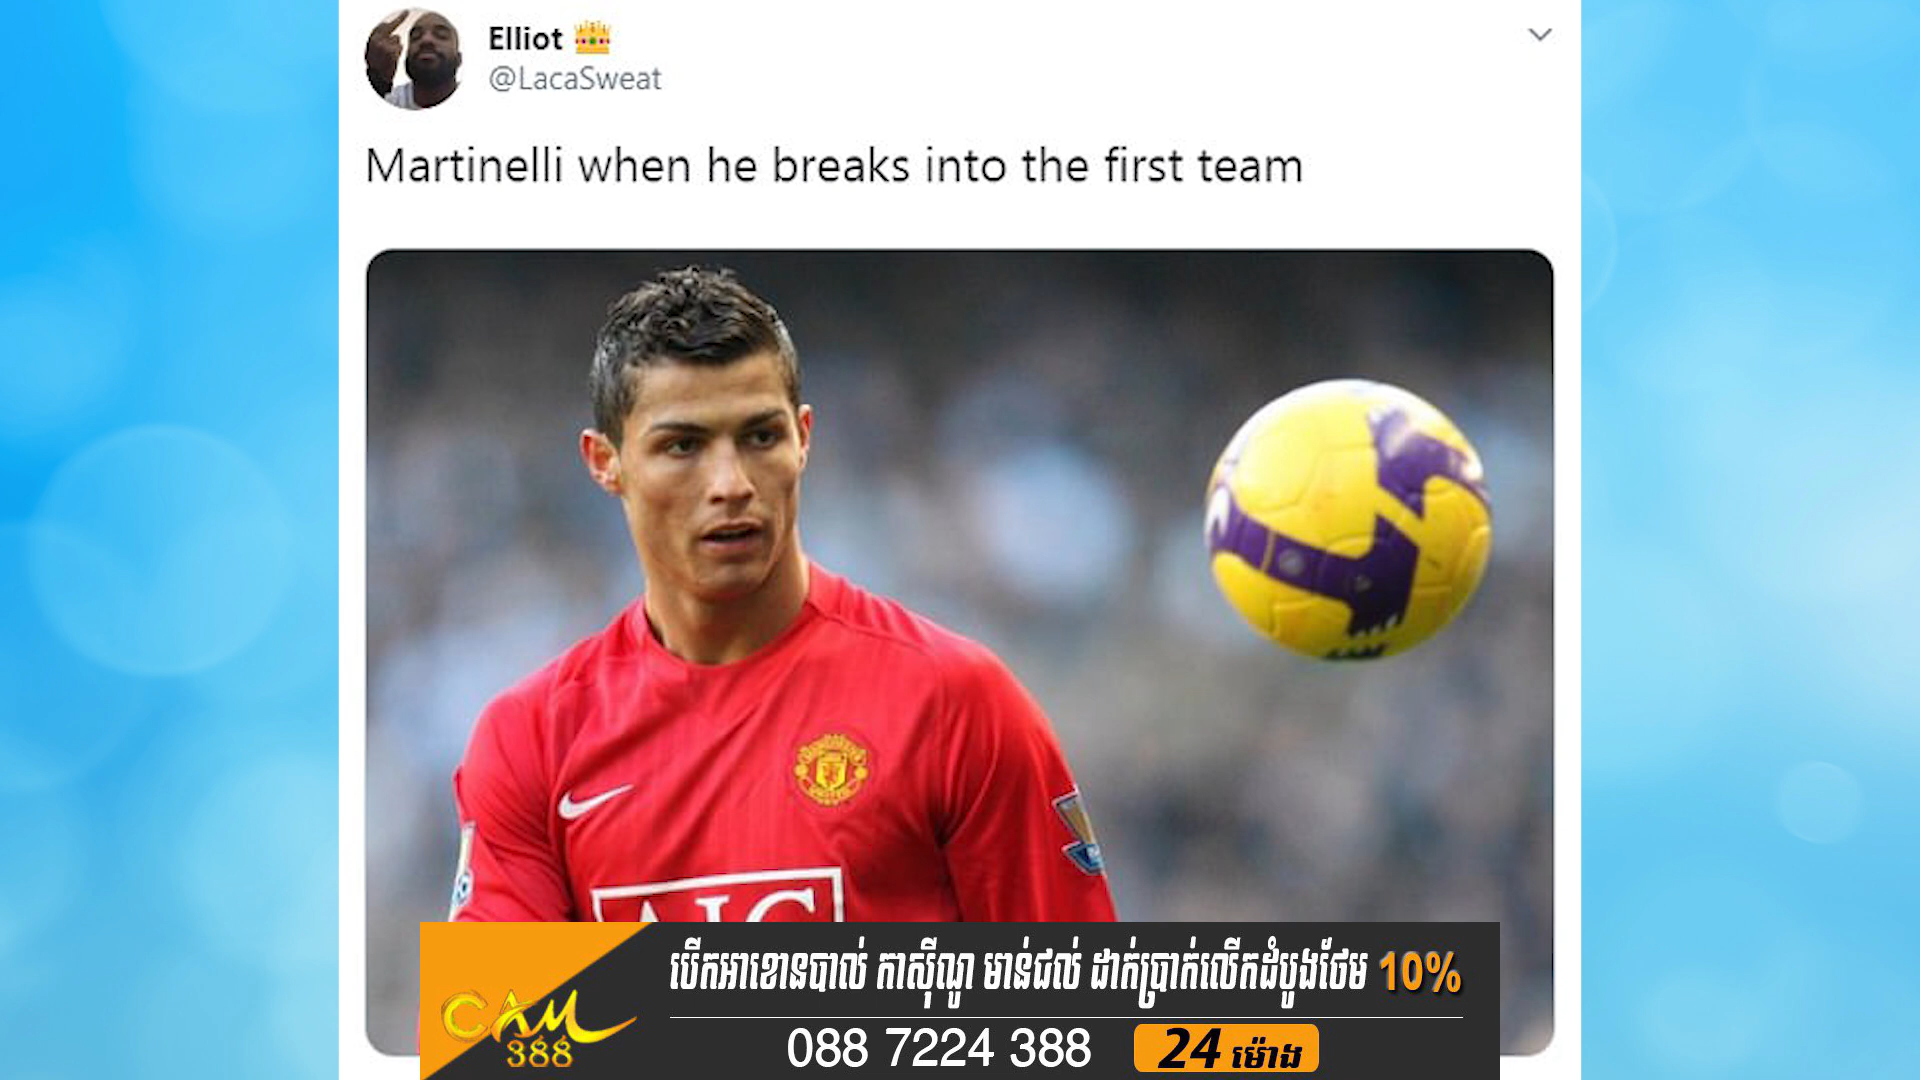 Elliot 👑
@LacaSweat
Martinelli when he breaks into the first team
AIG
បើកអាខោនបាល់ កាស៊ីណូ មាន់ជល់ ដាក់ប្រាក់លើកដំបូងថែម 10%
CAM
388
088 7224 388
24 ម៉ោង